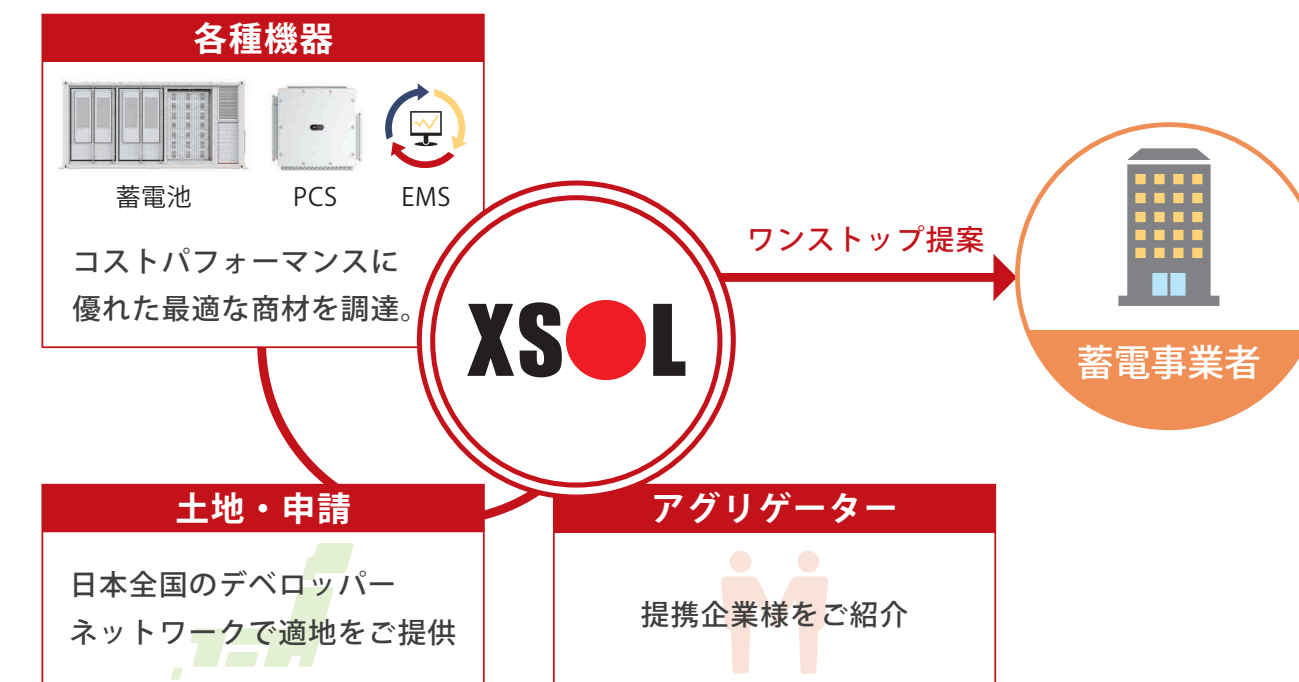 各種機器
蓄電池
PCS
EMS
コストパフォーマンスに
優れた最適な商材を調達。
XSOL
ワンストップ提案
蓄電事業者
土地・申請
日本全国のデベロッパー
ネットワークで適地をご提供
アグリゲーター
提携企業様をご紹介